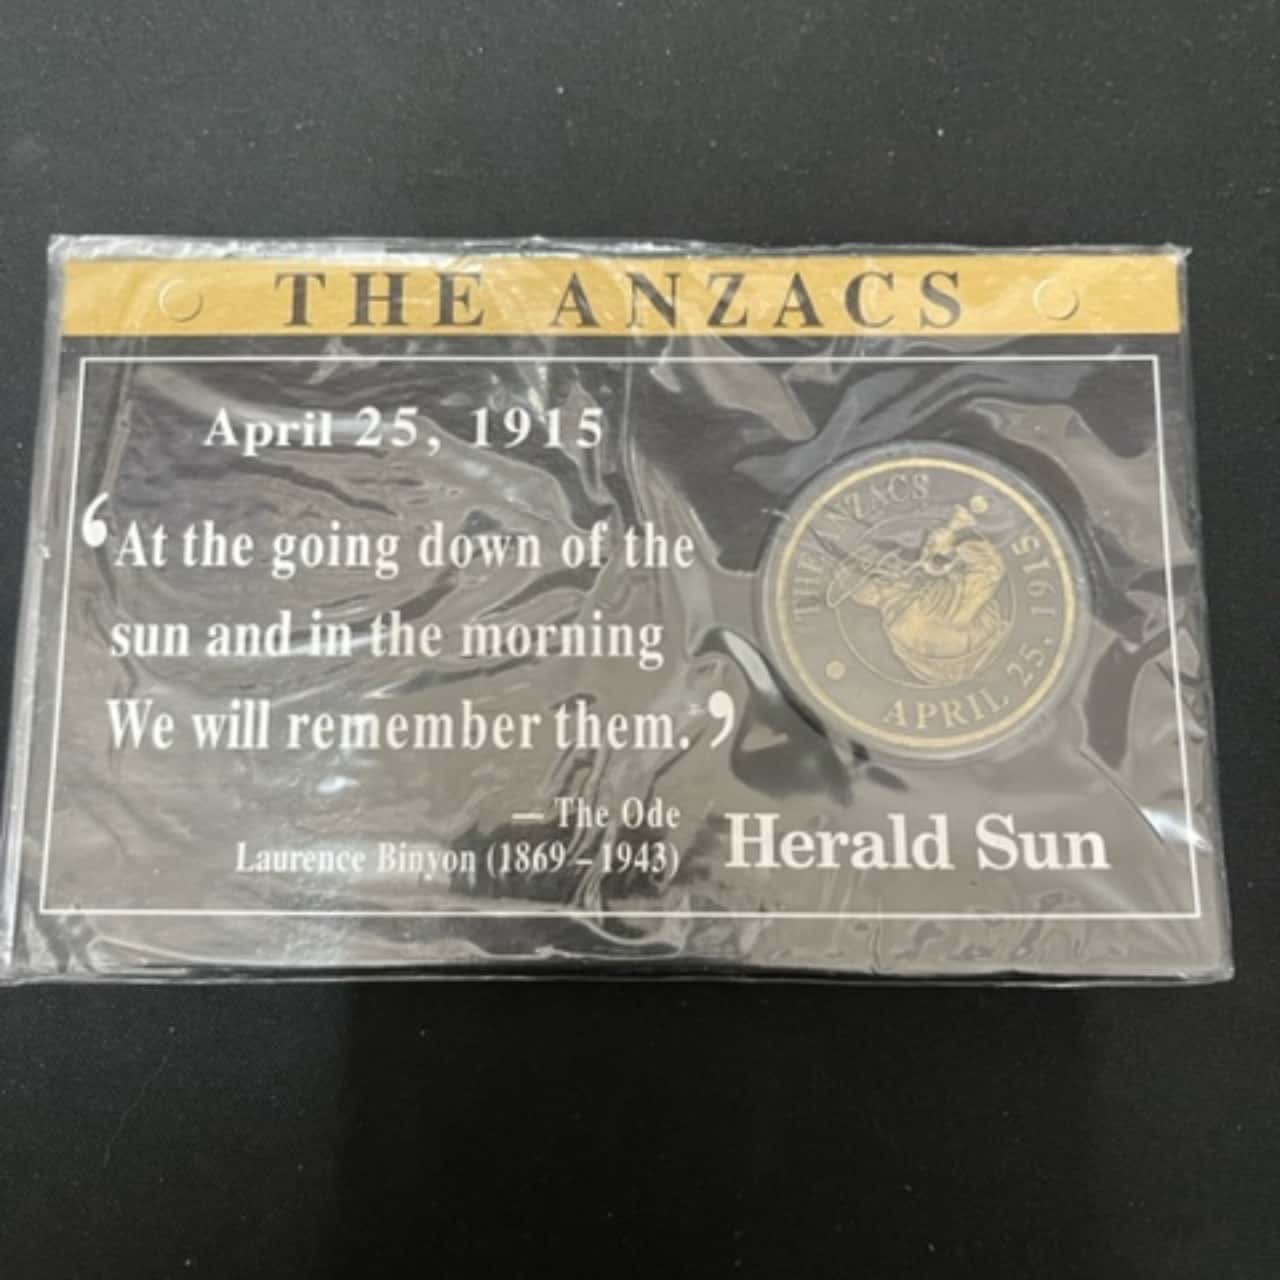 THE ANZACS
April 25, 1915
‘At the going down of the
sun and in the morning
We will remember them.’
— The Ode
Laurence Binyon (1869 – 1943)
THE ANZACS
APRIL 25, 1915
Herald Sun